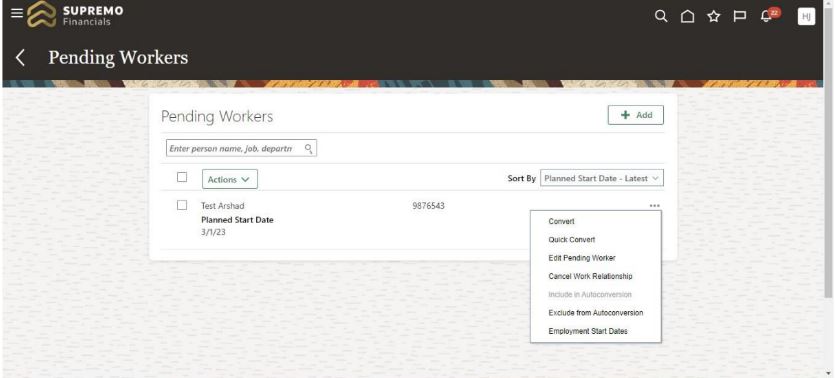 SUPREMO
Financials
22
HJ
Pending Workers
Pending Workers
Add
Enter person name, job. departn
Actions
Sort By Planned Start Date - Latest
Test Arshad 9876543
Planned Start Date
3/1/23
Convert
Quick Convert
Edit Pending Worker
Cancel Work Relationship
Include in Autoconversion
Exclude from Autoconversion
Employment Start Dates